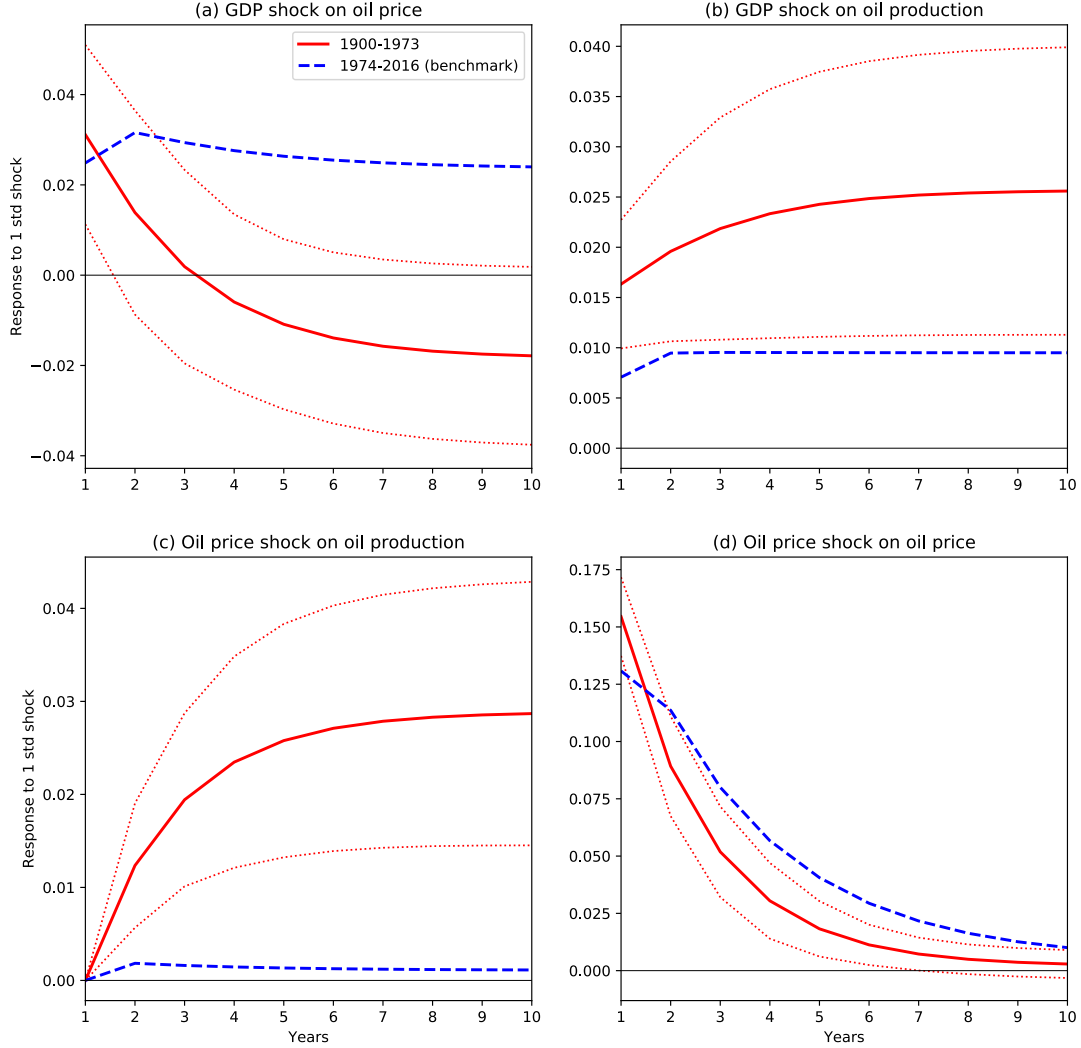 (a) GDP shock on oil price
(b) GDP shock on oil production
1900-1973
1974-2016 (benchmark)
Response to 1 std shock
0.04
0.02
0.00
−0.02
−0.04
1 2 3 4 5 6 7 8 9 10
0.040
0.035
0.030
0.025
0.020
0.015
0.010
0.005
0.000
1 2 3 4 5 6 7 8 9 10
(c) Oil price shock on oil production
(d) Oil price shock on oil price
Response to 1 std shock
0.04
0.03
0.02
0.01
0.00
1 2 3 4 5 6 7 8 9 10
Years
0.175
0.150
0.125
0.100
0.075
0.050
0.025
0.000
1 2 3 4 5 6 7 8 9 10
Years